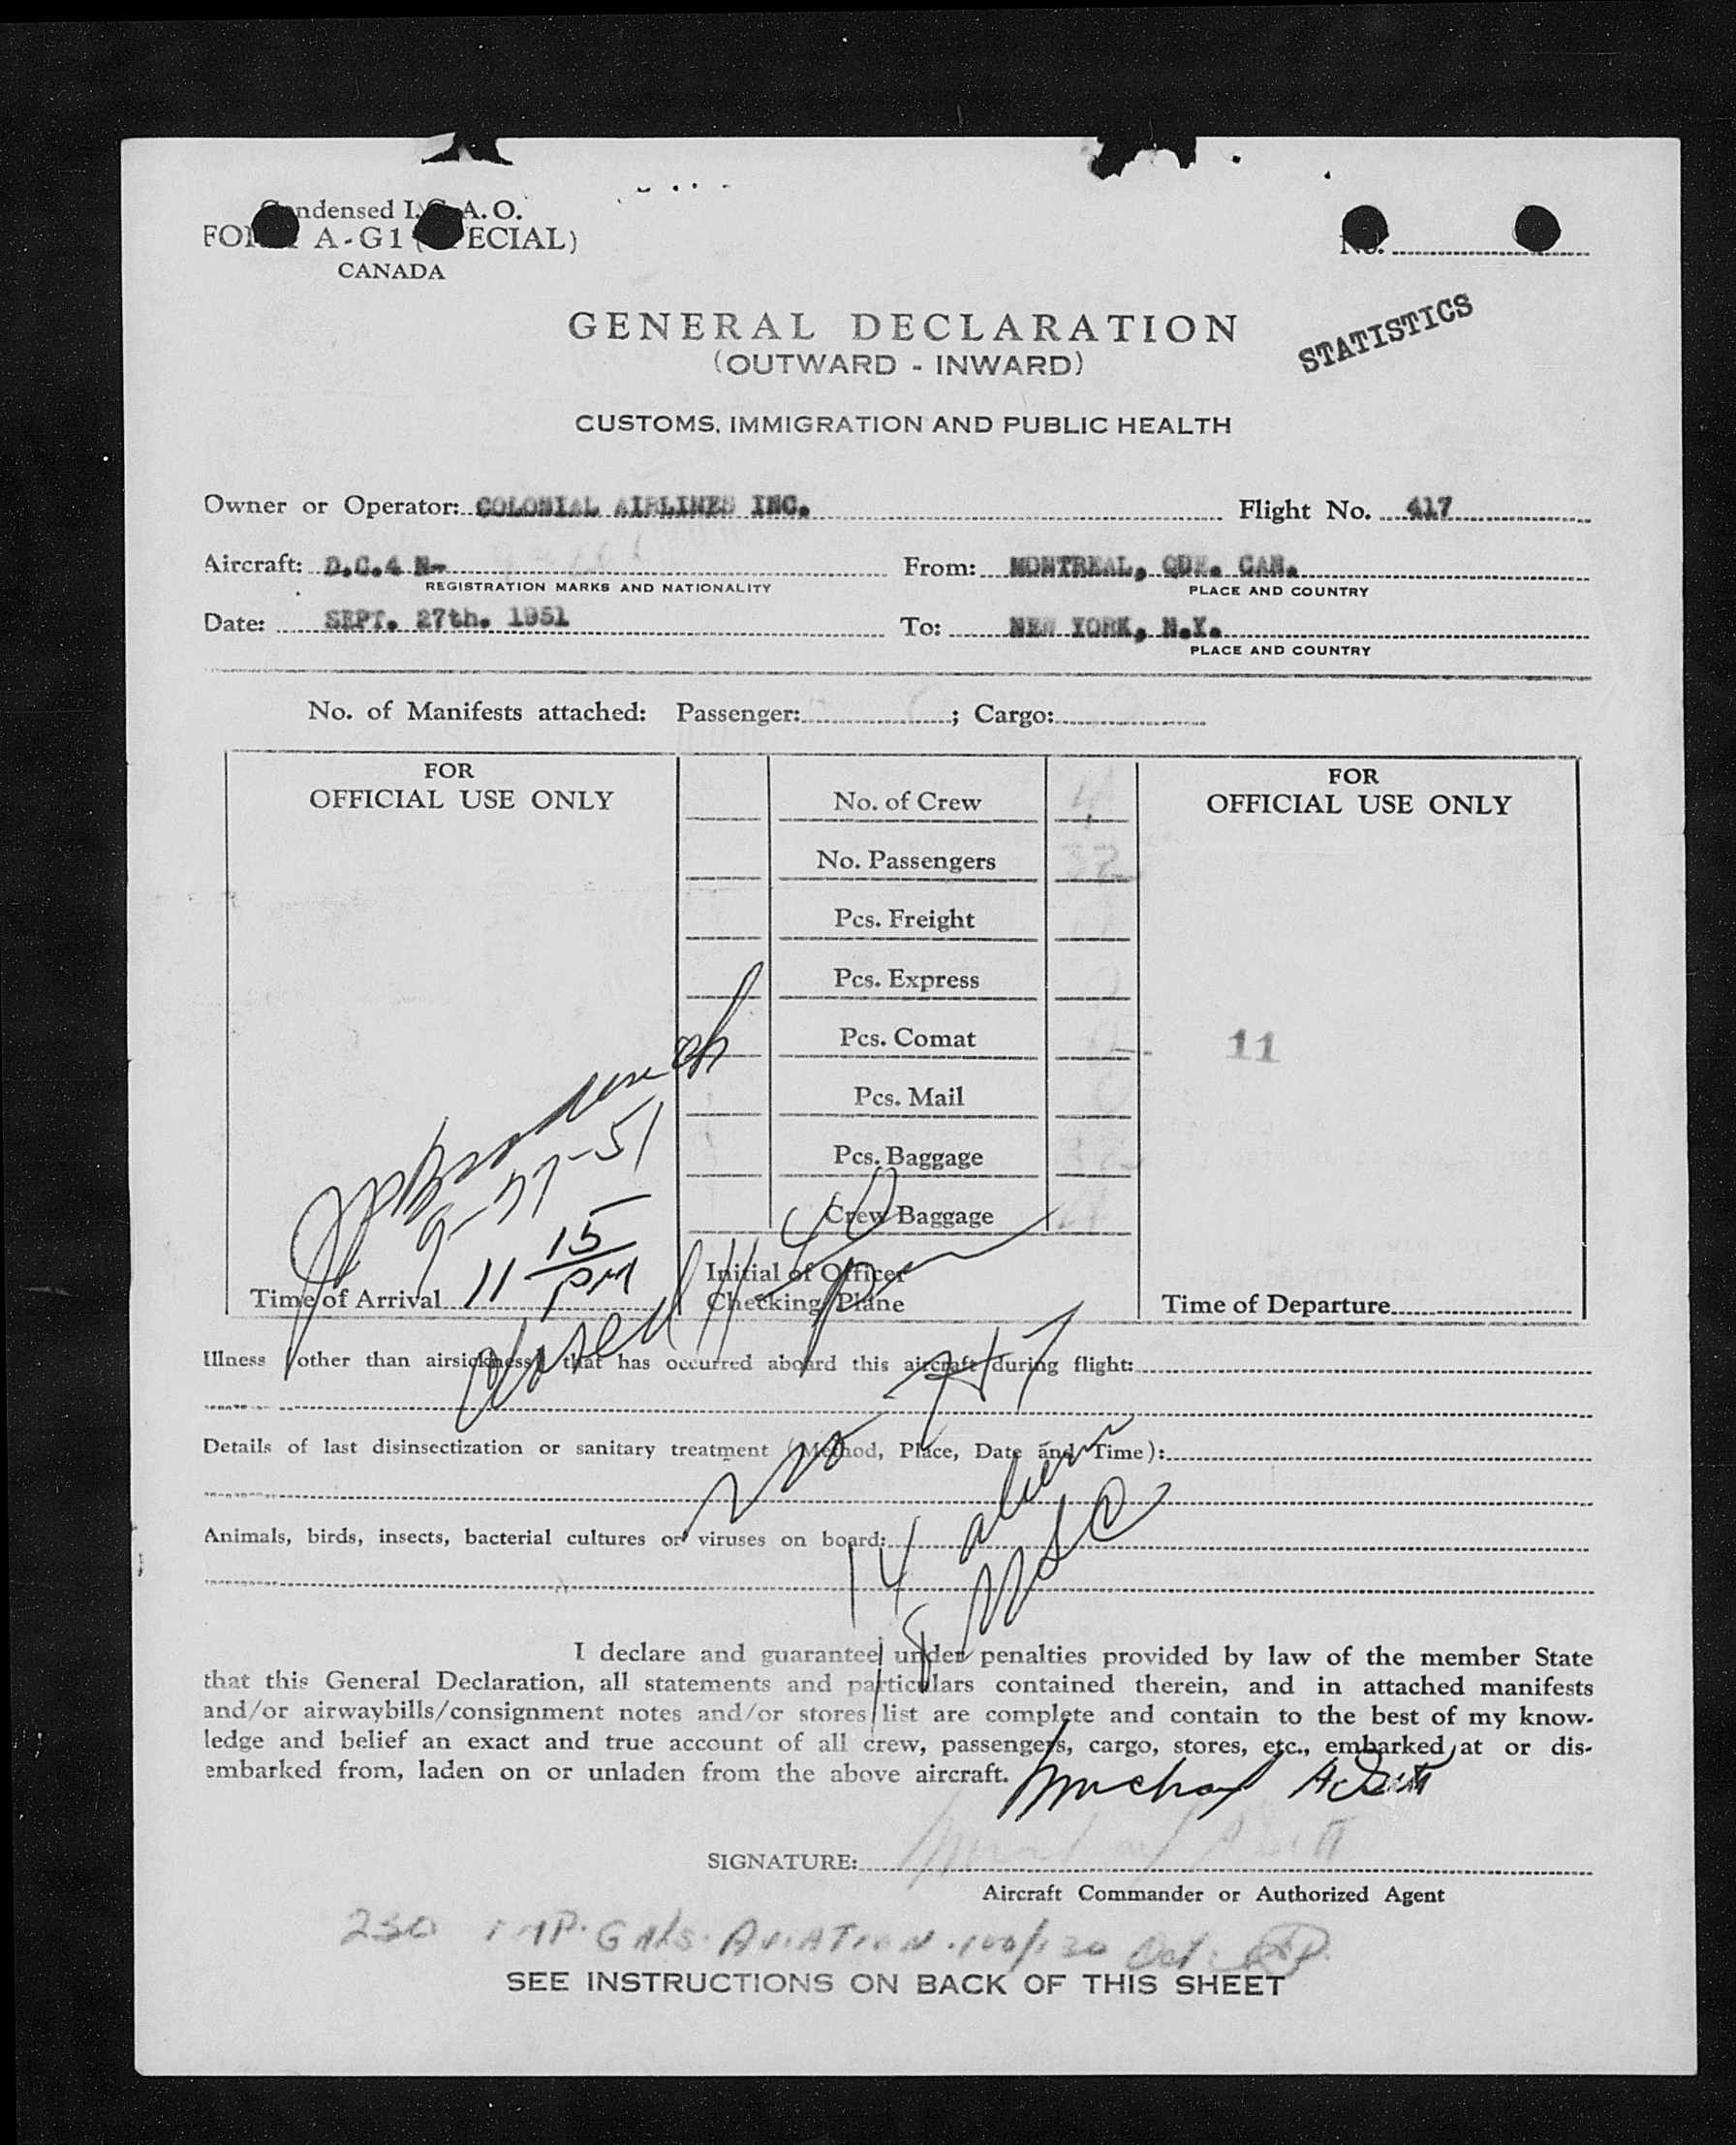 Condensed I.C.A.O.
FORM A-G1 (SPECIAL)
CANADA
No.
STATISTICS
GENERAL DECLARATION
(OUTWARD - INWARD)
CUSTOMS, IMMIGRATION AND PUBLIC HEALTH
Owner or Operator: COLONIAL AIRLINES INC. Flight No. 417
Aircraft: D.C.4 N- From: MONTREAL, QUE. CAN.
REGISTRATION MARKS AND NATIONALITY PLACE AND COUNTRY
Date: SEPT. 27th. 1951 To: NEW YORK, N.Y.
PLACE AND COUNTRY
No. of Manifests attached: Passenger: ; Cargo:
FOR
OFFICIAL USE ONLY
No. of Crew 4
No. Passengers 32
Pcs. Freight
Pcs. Express
Pcs. Comat
Pcs. Mail
Pcs. Baggage
Crew Baggage 4
Initial of Officer
Checking Plane
9-27-51
Time of Arrival 11 15 PM
FOR
OFFICIAL USE ONLY
11
Time of Departure
Illness (other than airsickness) that has occurred aboard this aircraft during flight:
Details of last disinsectization or sanitary treatment (Method, Place, Date and Time):
Animals, birds, insects, bacterial cultures or viruses on board:
14 aliens
18 USC
I declare and guarantee under penalties provided by law of the member State
that this General Declaration, all statements and particulars contained therein, and in attached manifests
and/or airwaybills/consignment notes and/or stores list are complete and contain to the best of my know-
ledge and belief an exact and true account of all crew, passengers, cargo, stores, etc., embarked at or dis-
embarked from, laden on or unladen from the above aircraft.
SIGNATURE:
Aircraft Commander or Authorized Agent
230 IMP. GALS. AVIATION 100/130 Oct.
SEE INSTRUCTIONS ON BACK OF THIS SHEET